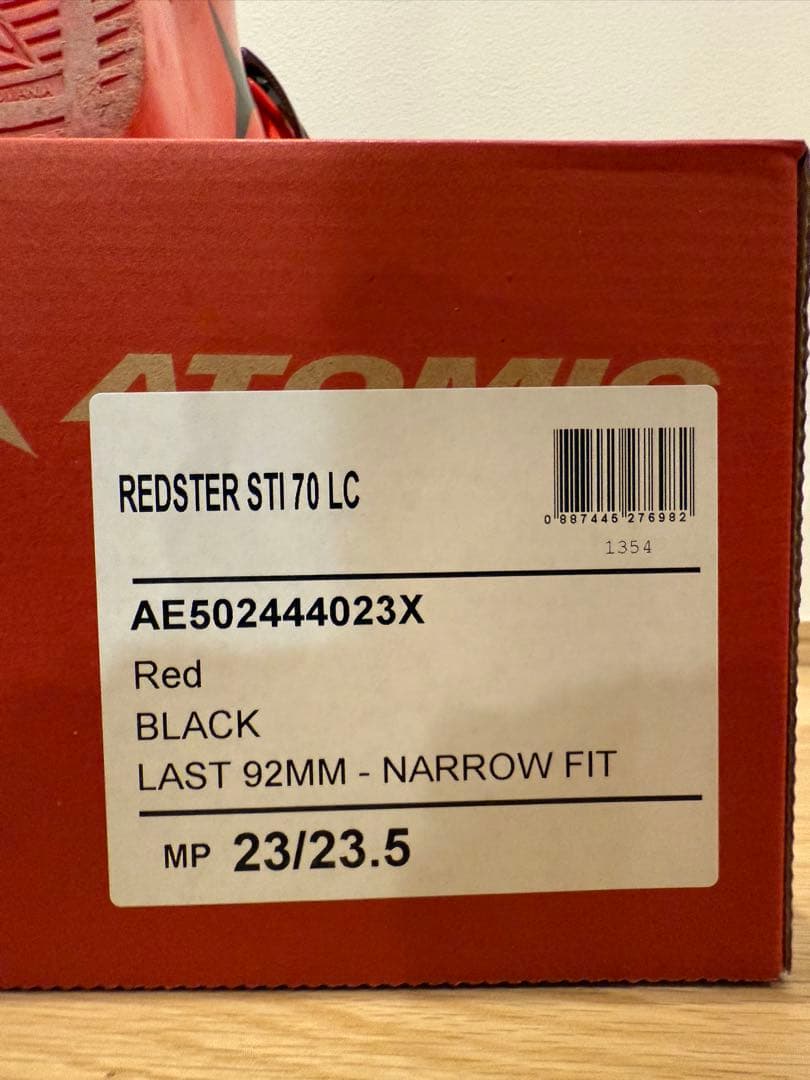 ATOMIC
REDSTER STI 70 LC
0 887445 276982
1354
AE502444023X
Red
BLACK
LAST 92MM - NARROW FIT
MP 23/23.5